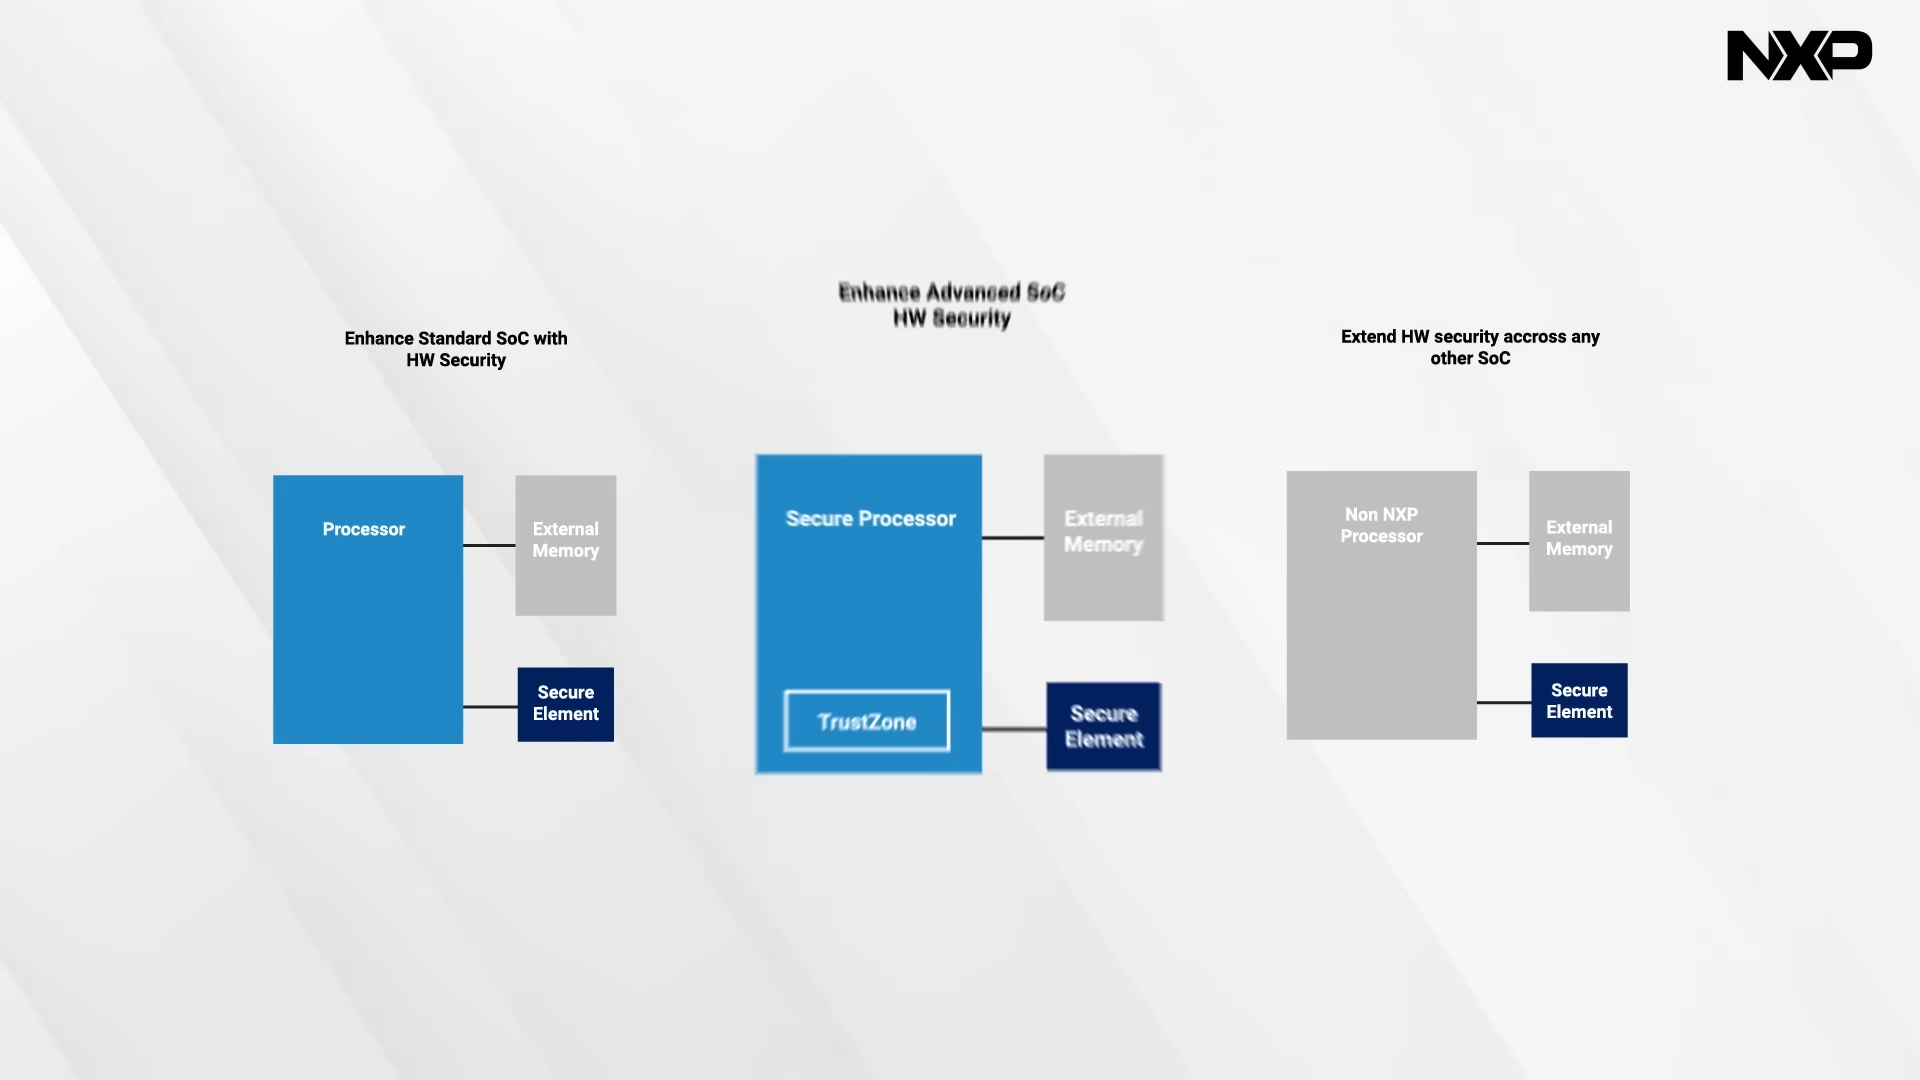 NXP
Enhance Standard SoC with
HW Security
Processor
External
Memory
Secure
Element
Enhance Advanced SoC
HW Security
Secure Processor
TrustZone
External
Memory
Secure
Element
Extend HW security accross any
other SoC
Non NXP
Processor
External
Memory
Secure
Element